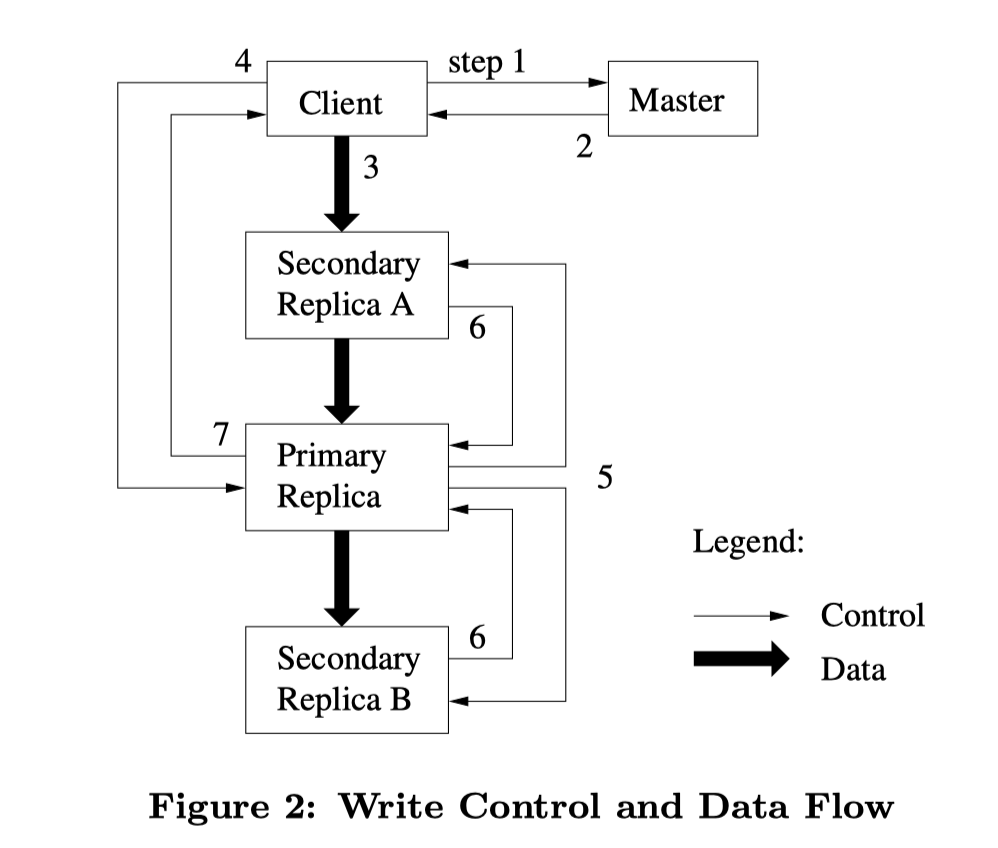 4
step 1
Client
Master
2
3
Secondary
Replica A
6
7
Primary
Replica
5
Legend:
Control
Data
6
Secondary
Replica B
Figure 2: Write Control and Data Flow